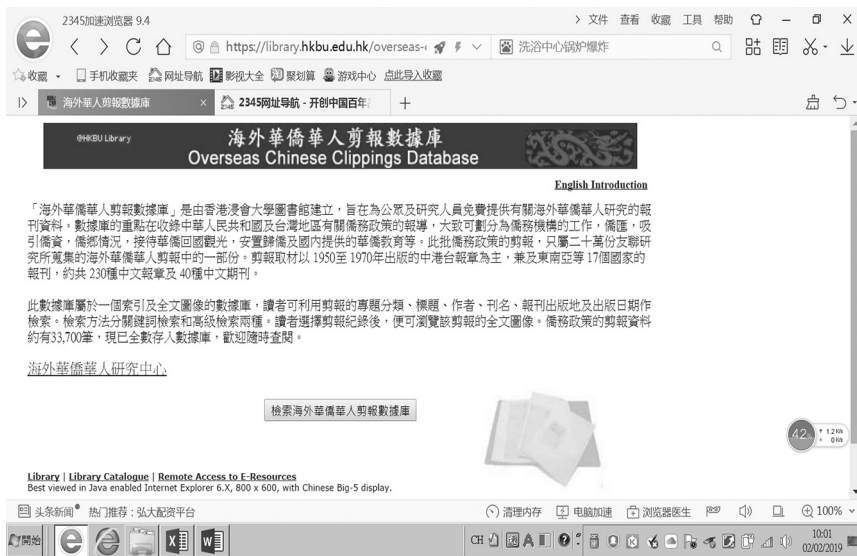 2345加速浏览器 9.4
文件 查看 收藏 工具 帮助
https://library.hkbu.edu.hk/overseas-
洗浴中心锅炉爆炸
收藏 手机收藏夹 网址导航 影视大全 聚划算 游戏中心 点此导入收藏
海外華人剪報數據庫 × 2345网址导航 - 开创中国百年
@HKBU Library
海外華僑華人剪報數據庫
Overseas Chinese Clippings Database
English Introduction
「海外華僑華人剪報數據庫」是由香港浸會大學圖書館建立，旨在為公眾及研究人員免費提供有關海外華僑華人研究的報
刊資料。數據庫的重點在收錄中華人民共和國及台灣地區有關僑務政策的報導，大致可劃分為僑務機構的工作，僑匯，吸
引僑資，僑鄉情況，接待華僑回國觀光，安置歸僑及國內提供的華僑教育等。此批僑務政策的剪報，只屬二十萬份友聯研
究所蒐集的海外華僑華人剪報中的一部份。剪報取材以 1950至 1970年出版的中港台報章為主，兼及東南亞等 17個國家的
報刊，約共 230種中文報章及 40種中文期刊。
此數據庫屬於一個索引及全文圖像的數據庫，讀者可利用剪報的專題分類、標題、作者、刊名、報刊出版地及出版日期作
檢索。檢索方法分關鍵詞檢索和高級檢索兩種。讀者選擇剪報紀錄後，便可瀏覽該剪報的全文圖像。僑務政策的剪報資料
約有33,700筆，現已全數存入數據庫，歡迎隨時查閱。
海外華僑華人研究中心
檢索海外華僑華人剪報數據庫
42%
1.2K/s
0K/s
Library | Library Catalogue | Remote Access to E-Resources
Best viewed in Java enabled Internet Explorer 6.X, 800 x 600, with Chinese Big-5 display.
头条新闻 热门推荐：弘大配资平台 清理内存 电脑加速 浏览器医生 100%
開始 CH 10:01
02/02/2019